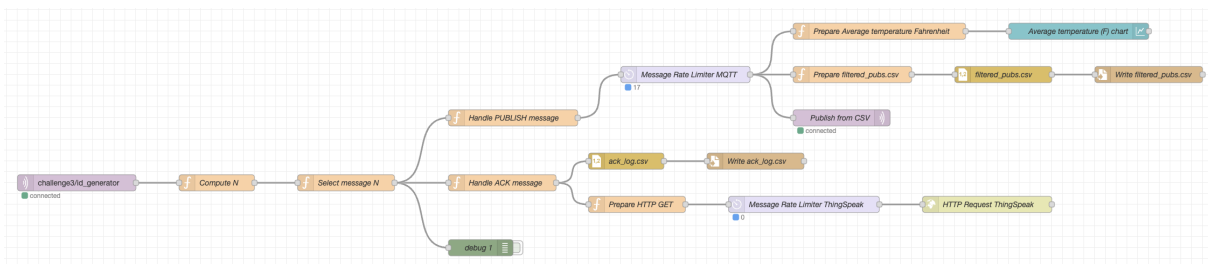 Prepare Average temperature Fahrenheit
Average temperature (F) chart
Message Rate Limiter MQTT
17
Prepare filtered_pubs.csv
filtered_pubs.csv
Write filtered_pubs.csv
Handle PUBLISH message
Publish from CSV
connected
ack_log.csv
Write ack_log.csv
challenge3/id_generator
connected
Compute N
Select message N
Handle ACK message
Prepare HTTP GET
Message Rate Limiter ThingSpeak
0
HTTP Request ThingSpeak
debug 1